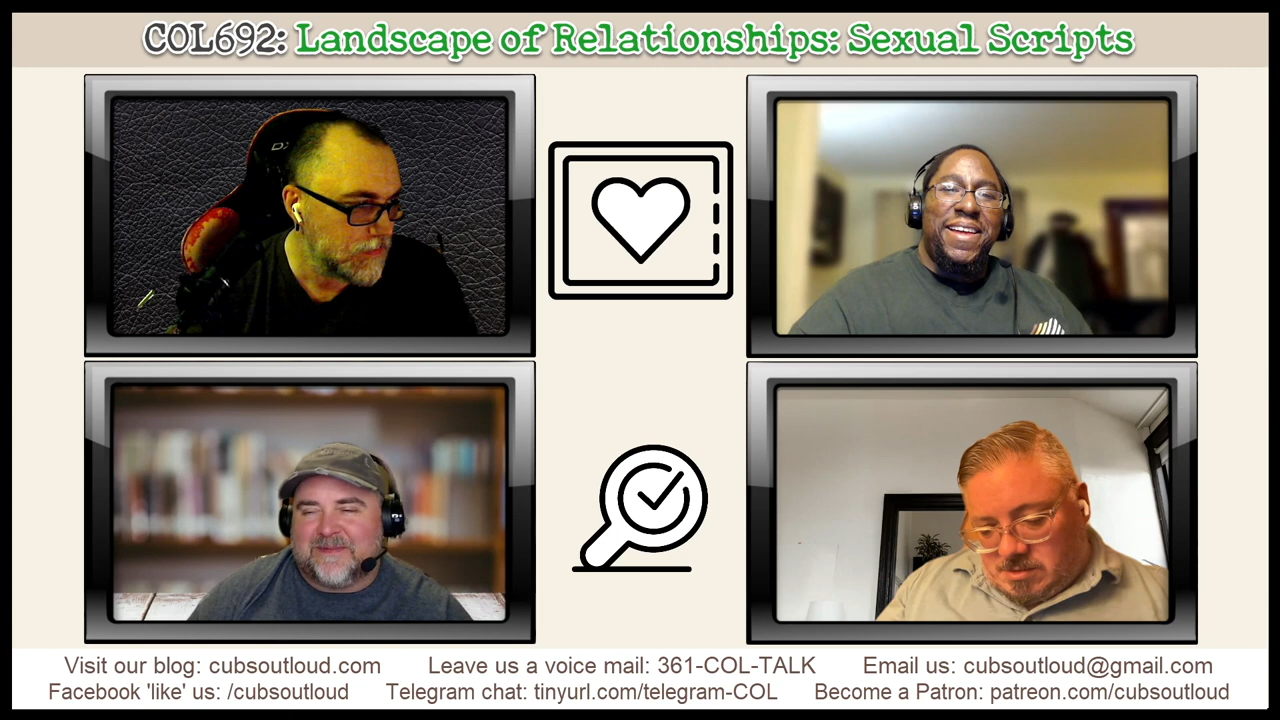 COL692: Landscape of Relationships: Sexual Scripts
Visit our blog: cubsoutloud.com Leave us a voice mail: 361-COL-TALK Email us: cubsoutloud@gmail.com
Facebook 'like' us: /cubsoutloud Telegram chat: tinyurl.com/telegram-COL Become a Patron: patreon.com/cubsoutloud